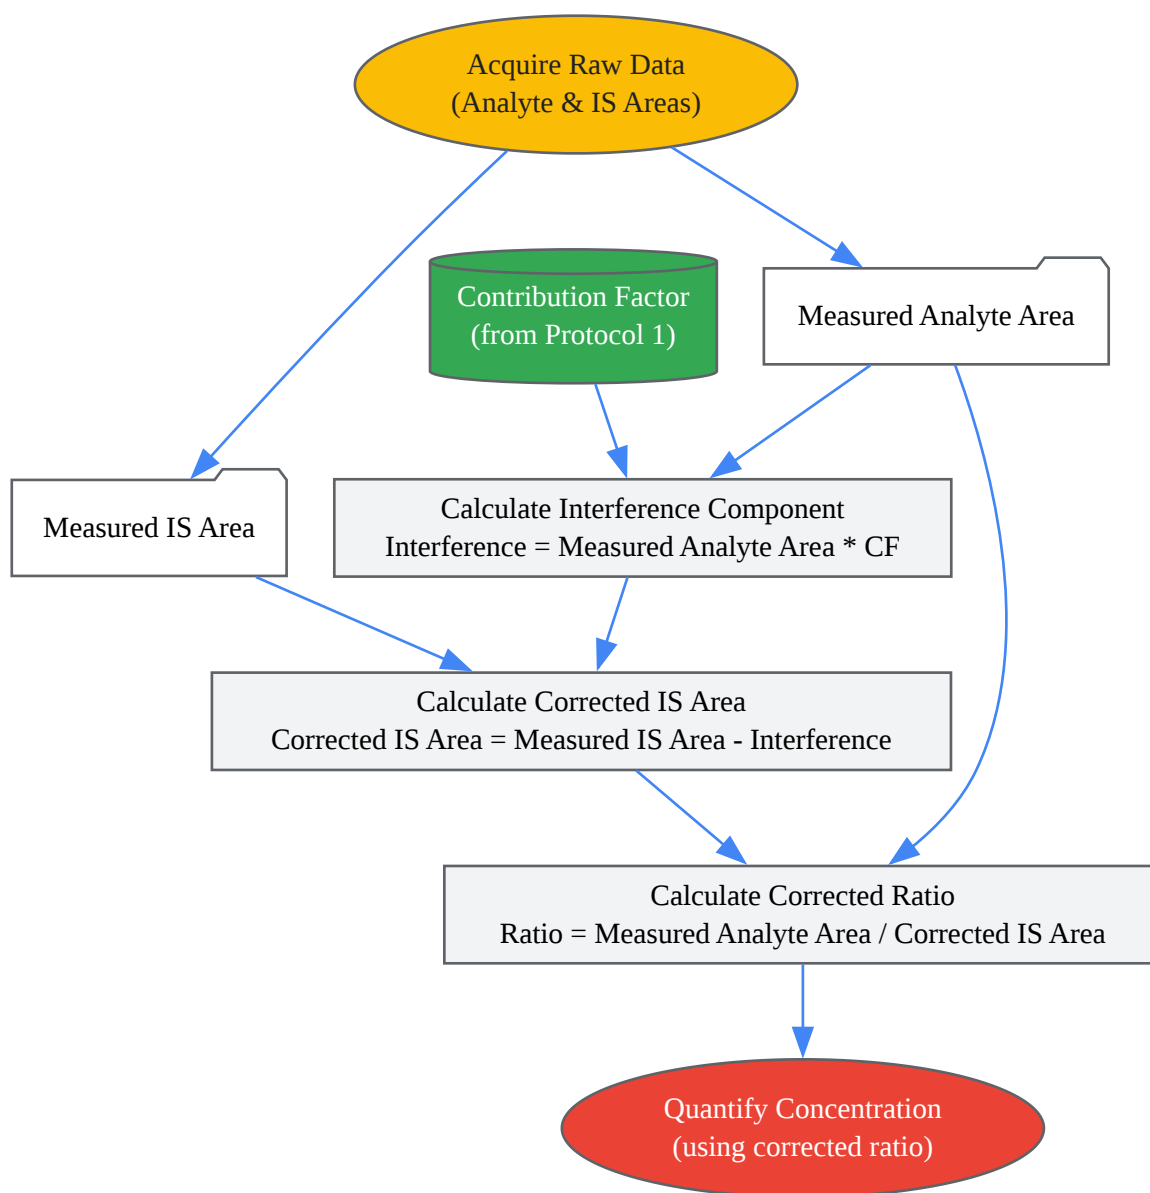 Acquire Raw Data
(Analyte & IS Areas)
Contribution Factor
(from Protocol 1)
Measured Analyte Area
Measured IS Area
Calculate Interference Component
Interference = Measured Analyte Area * CF
Calculate Corrected IS Area
Corrected IS Area = Measured IS Area - Interference
Calculate Corrected Ratio
Ratio = Measured Analyte Area / Corrected IS Area
Quantify Concentration
(using corrected ratio)